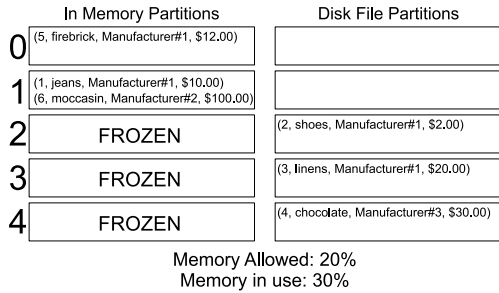 In Memory Partitions Disk File Partitions
0 (5, firebrick, Manufacturer#1, $12.00)
1 (1, jeans, Manufacturer#1, $10.00)
(6, moccasin, Manufacturer#2, $100.00)
2 FROZEN (2, shoes, Manufacturer#1, $2.00)
3 FROZEN (3, linens, Manufacturer#1, $20.00)
4 FROZEN (4, chocolate, Manufacturer#3, $30.00)
Memory Allowed: 20%
Memory in use: 30%